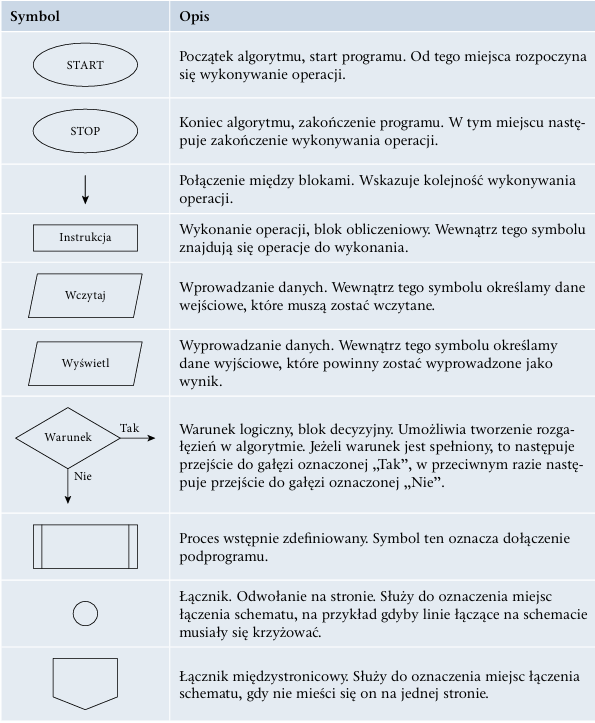 Symbol Opis
START
Początek algorytmu, start programu. Od tego miejsca rozpoczyna
się wykonywanie operacji.
STOP
Koniec algorytmu, zakończenie programu. W tym miejscu nastę-
puje zakończenie wykonywania operacji.
Połączenie między blokami. Wskazuje kolejność wykonywania
operacji.
Instrukcja
Wykonanie operacji, blok obliczeniowy. Wewnątrz tego symbolu
znajdują się operacje do wykonania.
Wczytaj
Wprowadzanie danych. Wewnątrz tego symbolu określamy dane
wejściowe, które muszą zostać wczytane.
Wyświetl
Wyprowadzanie danych. Wewnątrz tego symbolu określamy
dane wyjściowe, które powinny zostać wyprowadzone jako
wynik.
Warunek
Tak
Nie
Warunek logiczny, blok decyzyjny. Umożliwia tworzenie rozga-
łęzień w algorytmie. Jeżeli warunek jest spełniony, to następuje
przejście do gałęzi oznaczonej „Tak”, w przeciwnym razie nastę-
puje przejście do gałęzi oznaczonej „Nie”.
Proces wstępnie zdefiniowany. Symbol ten oznacza dołączenie
podprogramu.
Łącznik. Odwołanie na stronie. Służy do oznaczenia miejsc
łączenia schematu, na przykład gdyby linie łączące na schemacie
musiały się krzyżować.
Łącznik międzystronicowy. Służy do oznaczenia miejsc łączenia
schematu, gdy nie mieści się on na jednej stronie.